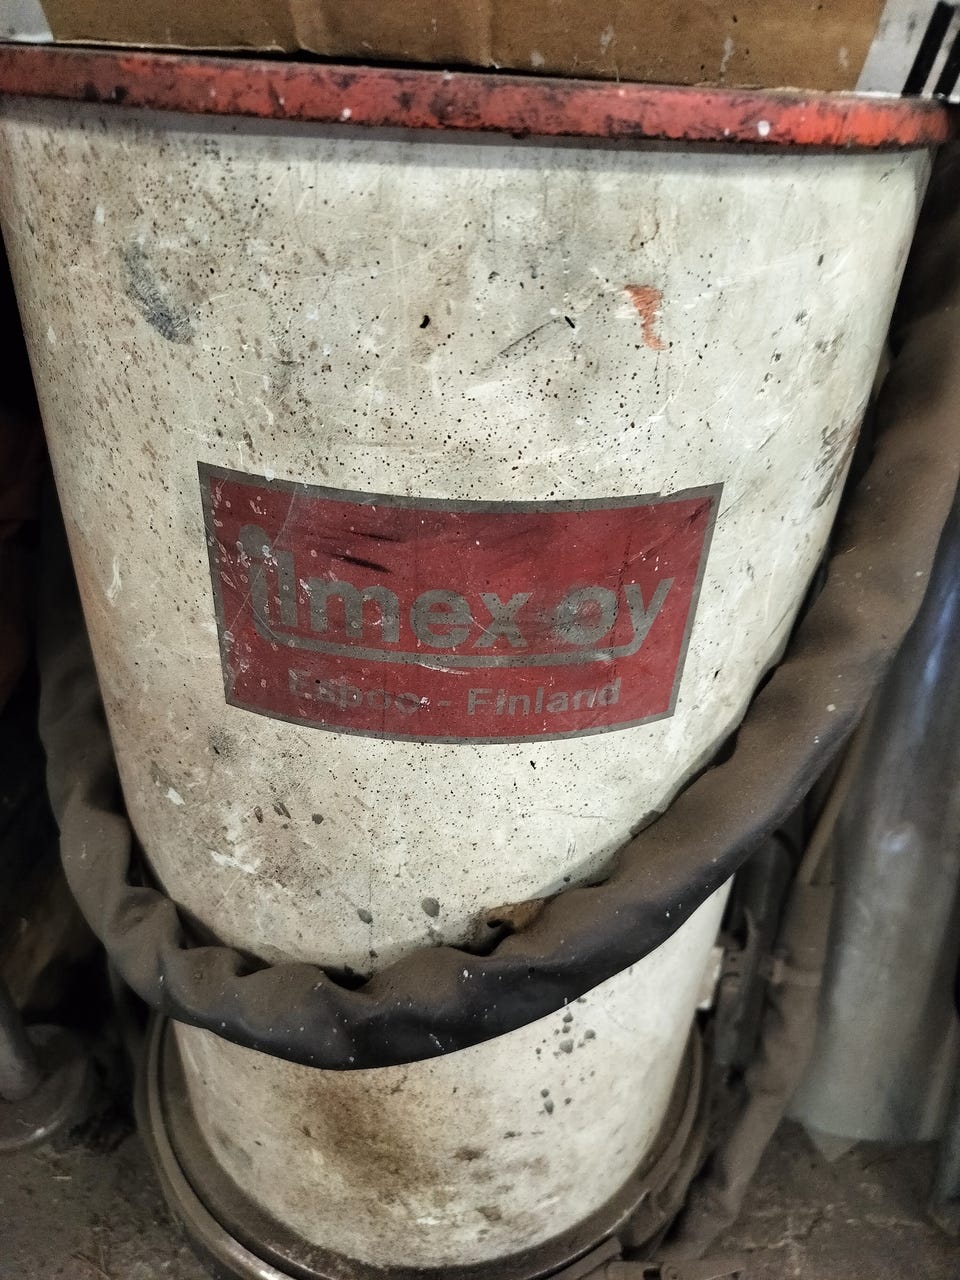 ilmex oy
Espoo - Finland